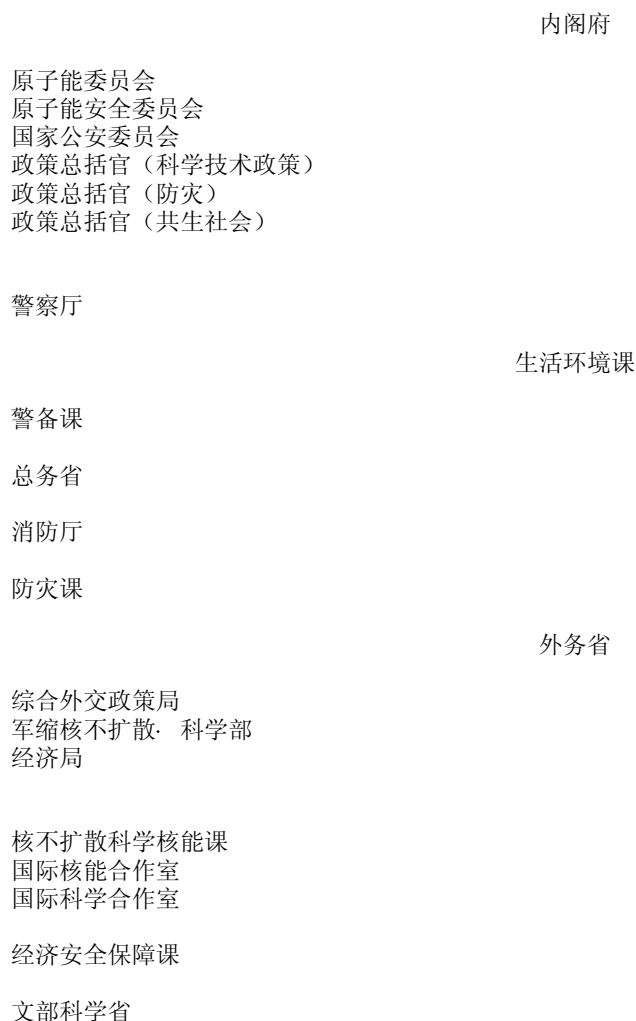 内阁府
原子能委员会
原子能安全委员会
国家公安委员会
政策总括官（科学技术政策）
政策总括官（防灾）
政策总括官（共生社会）
警察厅
生活环境课
警备课
总务省
消防厅
防灾课
外务省
综合外交政策局
军缩核不扩散· 科学部
经济局
核不扩散科学核能课
国际核能合作室
国际科学合作室
经济安全保障课
文部科学省